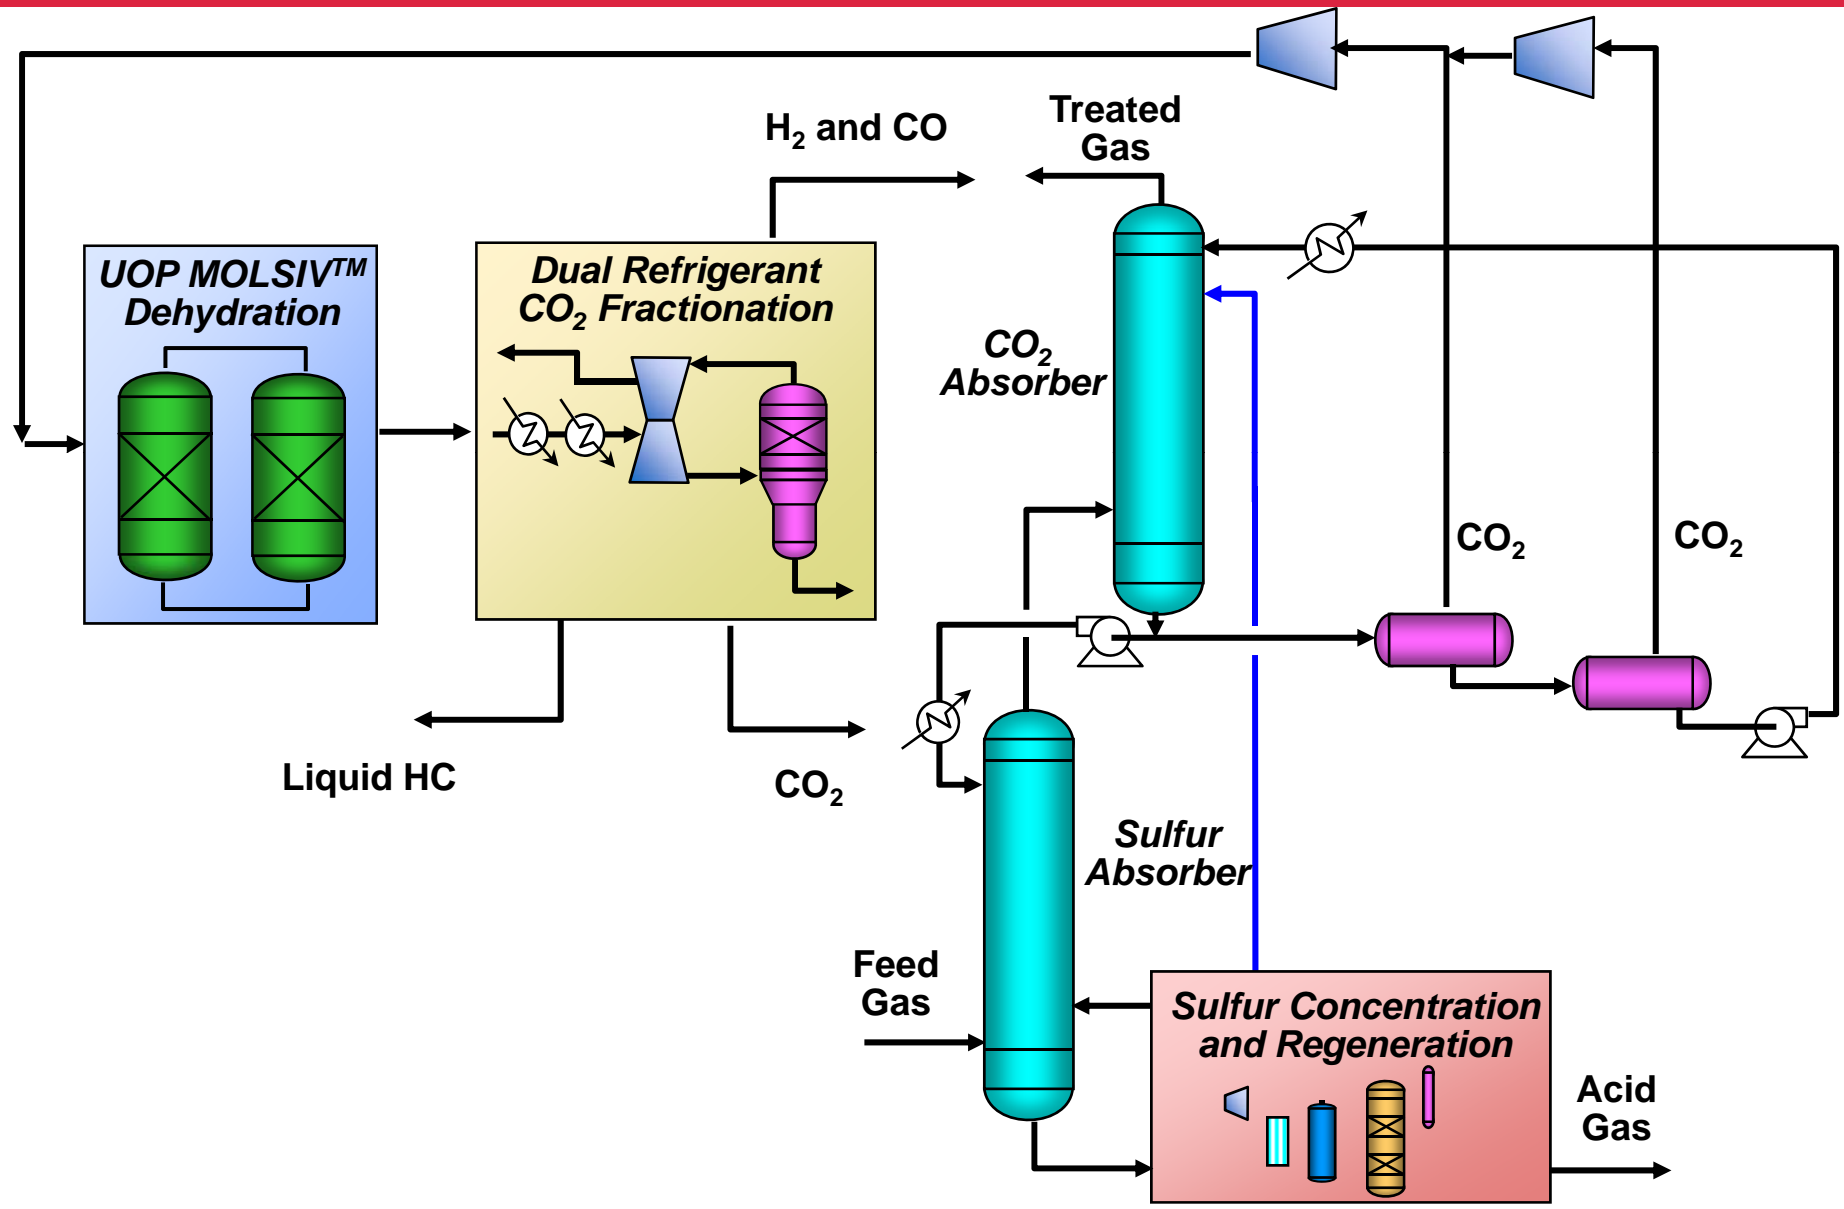 H₂ and CO
Treated
Gas
UOP MOLSIV™
Dehydration
Dual Refrigerant
CO₂ Fractionation
CO₂
Absorber
CO₂
CO₂
Liquid HC
CO₂
Sulfur
Absorber
Feed
Gas
Sulfur Concentration
and Regeneration
Acid
Gas